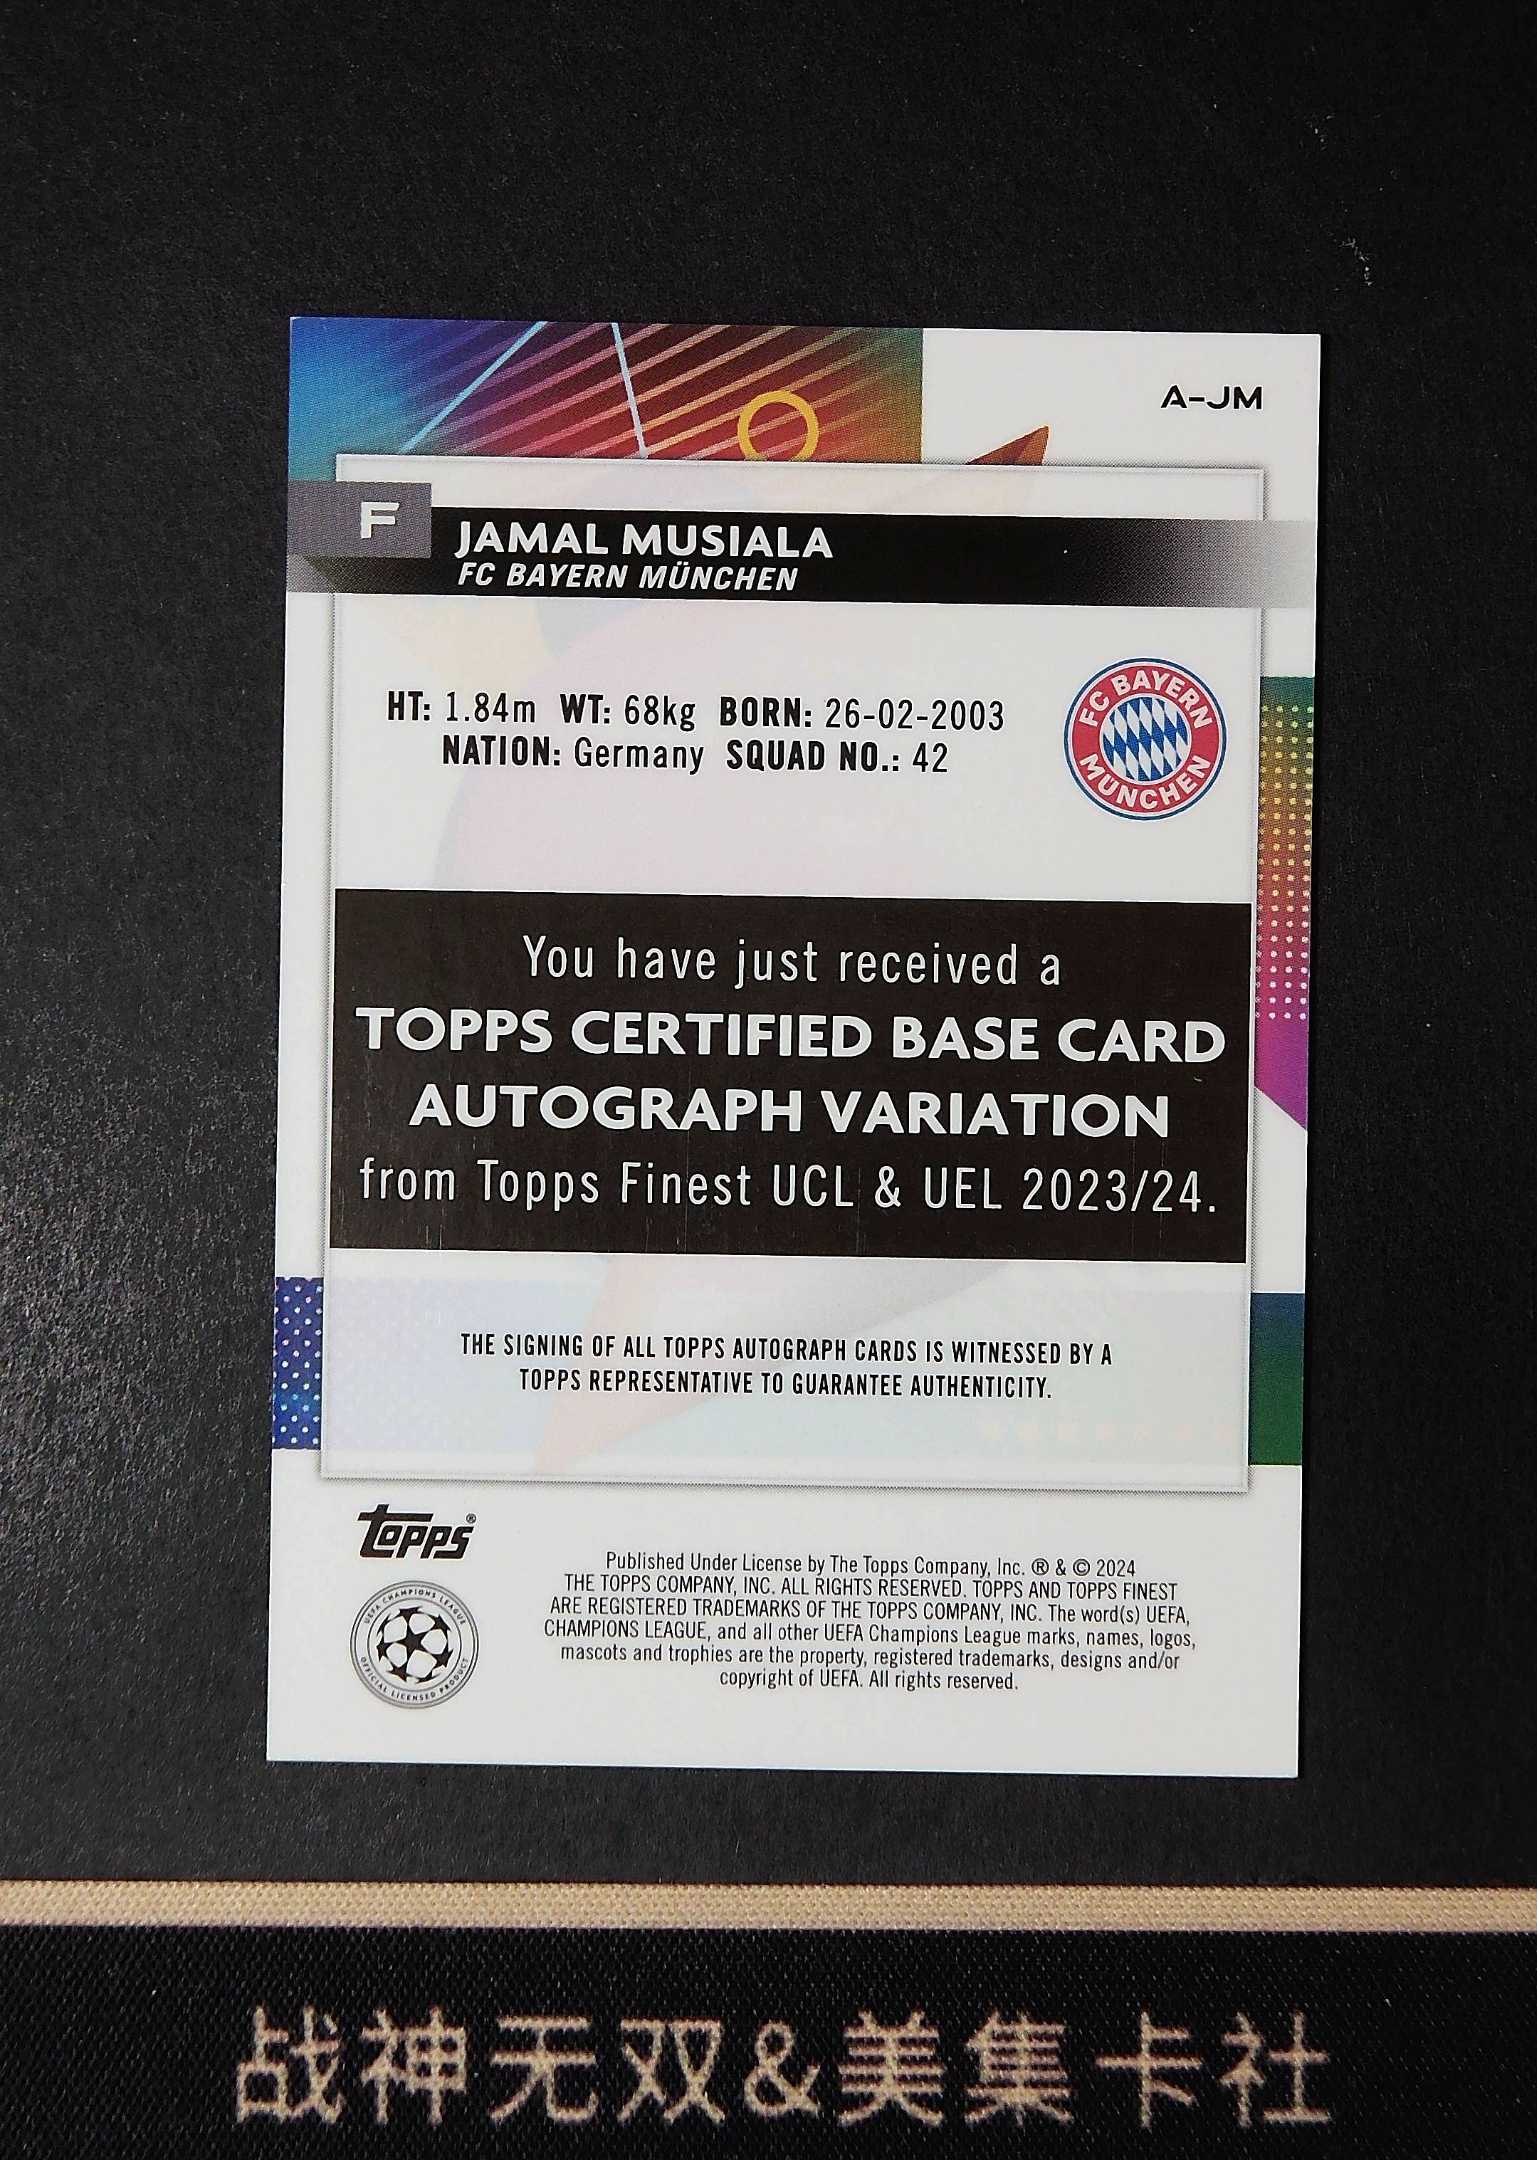 A-JM
F
JAMAL MUSIALA
FC BAYERN MÜNCHEN
HT: 1.84m WT: 68kg BORN: 26-02-2003
NATION: Germany SQUAD NO.: 42
FC BAYERN
MÜNCHEN
You have just received a
TOPPS CERTIFIED BASE CARD
AUTOGRAPH VARIATION
from Topps Finest UCL & UEL 2023/24.
THE SIGNING OF ALL TOPPS AUTOGRAPH CARDS IS WITNESSED BY A
TOPPS REPRESENTATIVE TO GUARANTEE AUTHENTICITY.
topps®
UEFA CHAMPIONS LEAGUE
OFFICIAL LICENSED PRODUCT
Published Under License by The Topps Company, Inc. ® & © 2024
THE TOPPS COMPANY, INC. ALL RIGHTS RESERVED. TOPPS AND TOPPS FINEST
ARE REGISTERED TRADEMARKS OF THE TOPPS COMPANY, INC. The word(s) UEFA,
CHAMPIONS LEAGUE, and all other UEFA Champions League marks, names, logos,
mascots and trophies are the property, registered trademarks, designs and/or
copyright of UEFA. All rights reserved.
战神无双&美集卡社